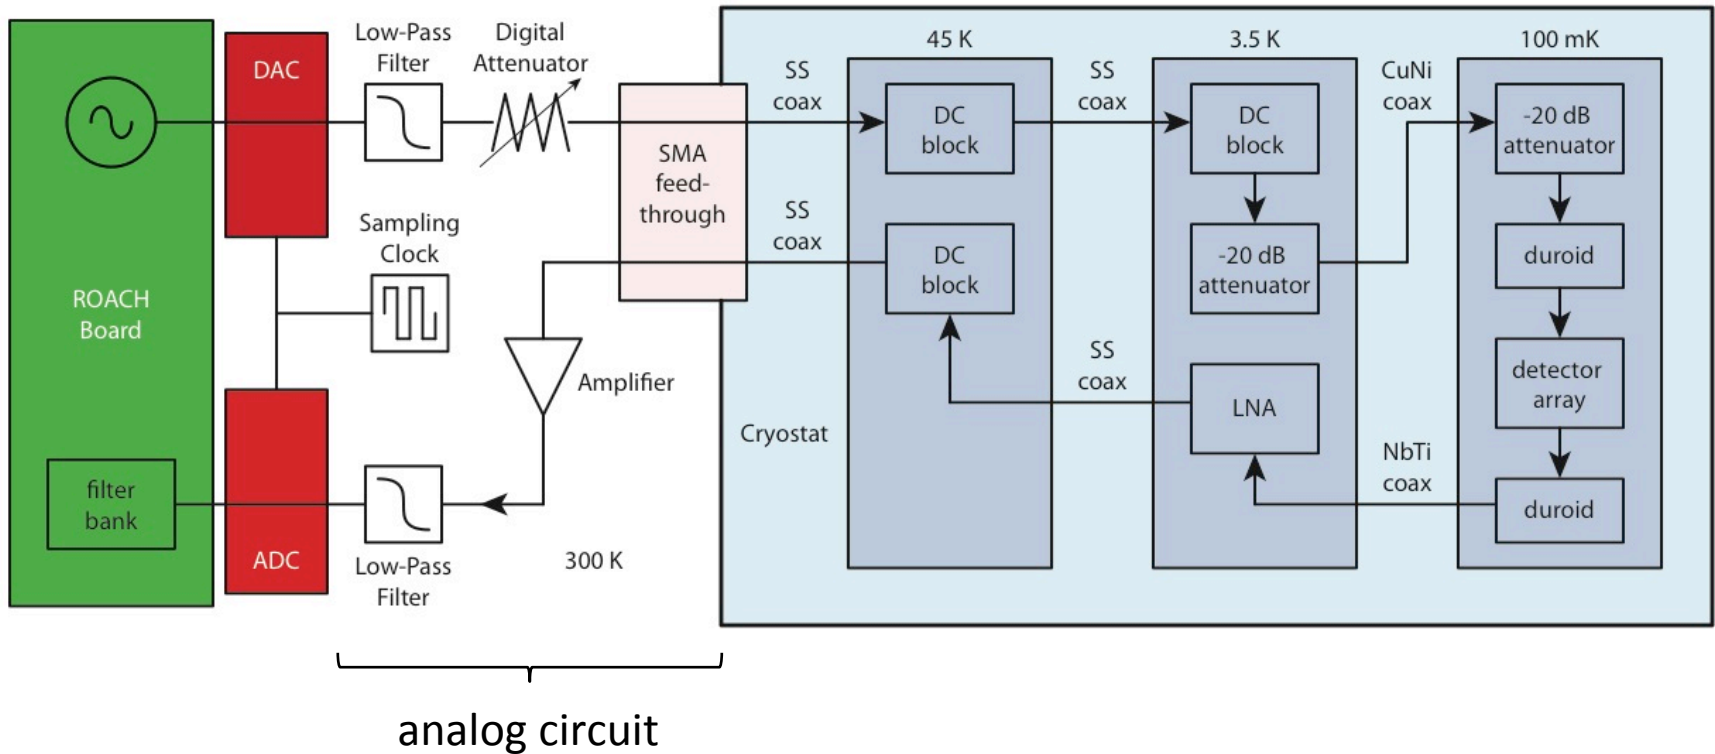 ROACH
Board
filter
bank
DAC
ADC
Low-Pass
Filter
Digital
Attenuator
Sampling
Clock
Amplifier
Low-Pass
Filter
300 K
SMA
feed-
through
Cryostat
SS
coax
SS
coax
45 K
DC
block
DC
block
SS
coax
SS
coax
3.5 K
DC
block
-20 dB
attenuator
LNA
CuNi
coax
NbTi
coax
100 mK
-20 dB
attenuator
duroid
detector
array
duroid
analog circuit